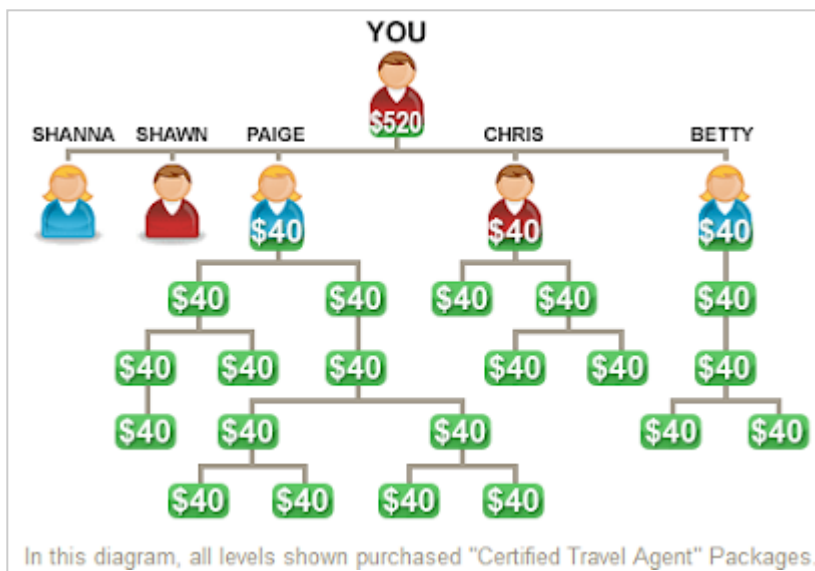 YOU
$520
SHANNA SHAWN PAIGE CHRIS BETTY
$40 $40 $40
$40 $40 $40 $40 $40
$40 $40 $40 $40 $40 $40
$40 $40 $40 $40 $40
$40 $40 $40 $40
In this diagram, all levels shown purchased "Certified Travel Agent" Packages.